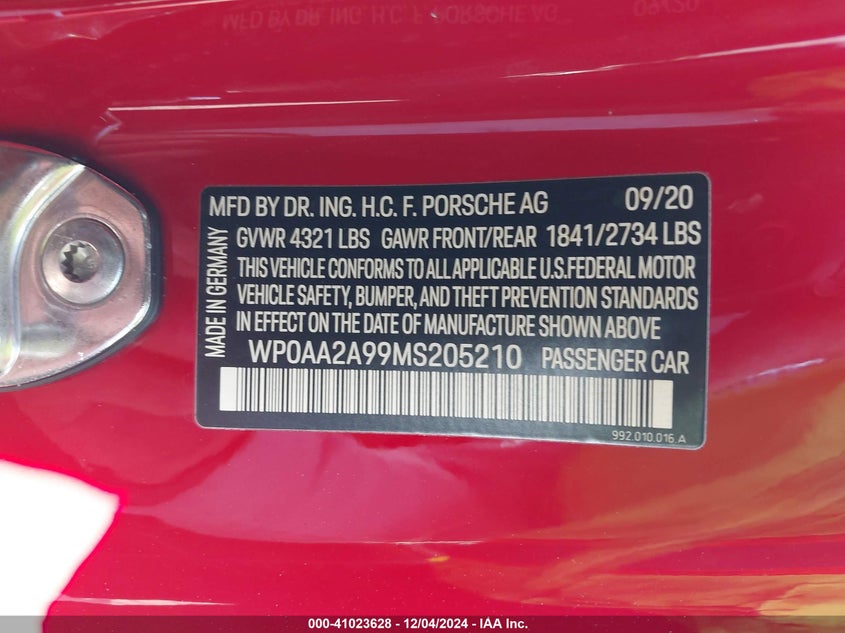 MFD BY DR. ING. H.C. F. PORSCHE AG 09/20
MADE IN GERMANY
GVWR 4321 LBS GAWR FRONT/REAR 1841/2734 LBS
THIS VEHICLE CONFORMS TO ALL APPLICABLE U.S.FEDERAL MOTOR
VEHICLE SAFETY, BUMPER, AND THEFT PREVENTION STANDARDS
IN EFFECT ON THE DATE OF MANUFACTURE SHOWN ABOVE
WP0AA2A99MS205210 PASSENGER CAR
992.010.016.A
000-41023628 - 12/04/2024 - IAA Inc.